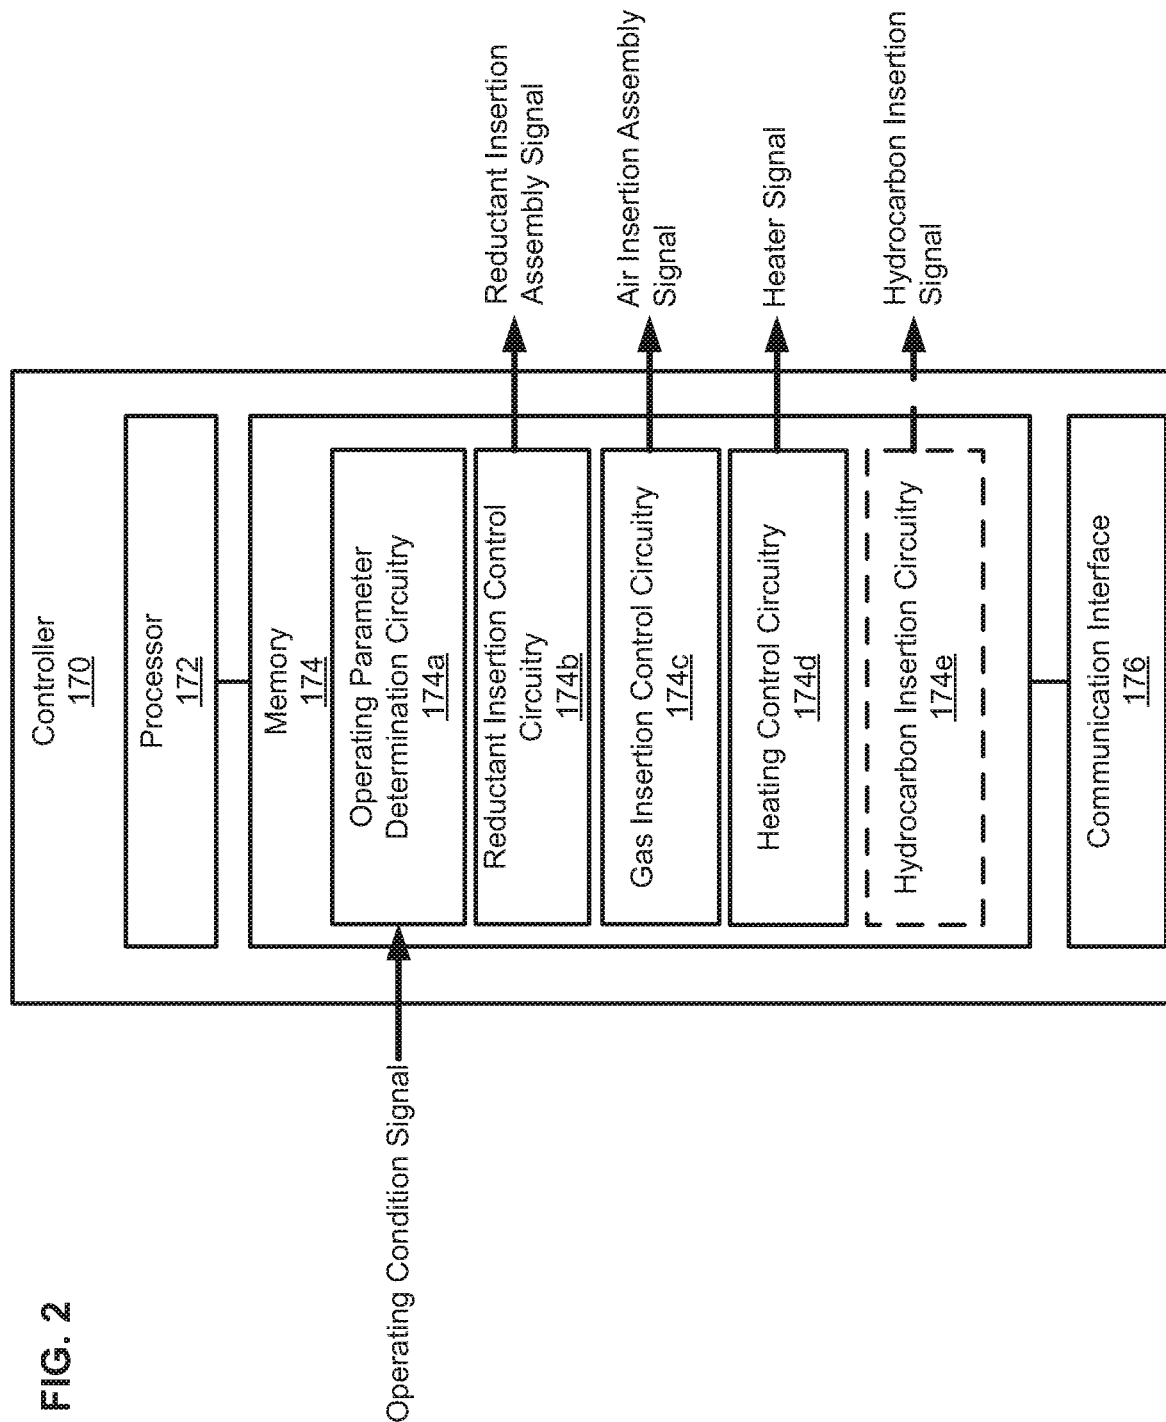 FIG. 2
Controller
170
Processor
172
Memory
174
Operating Condition Signal
Operating Parameter
Determination Circuitry
174a
Reductant Insertion Control
Circuitry
174b
Reductant Insertion
Assembly Signal
Gas Insertion Control Circuitry
174c
Air Insertion Assembly
Signal
Heating Control Circuitry
174d
Heater Signal
Hydrocarbon Insertion Circuitry
174e
Hydrocarbon Insertion
Signal
Communication Interface
176